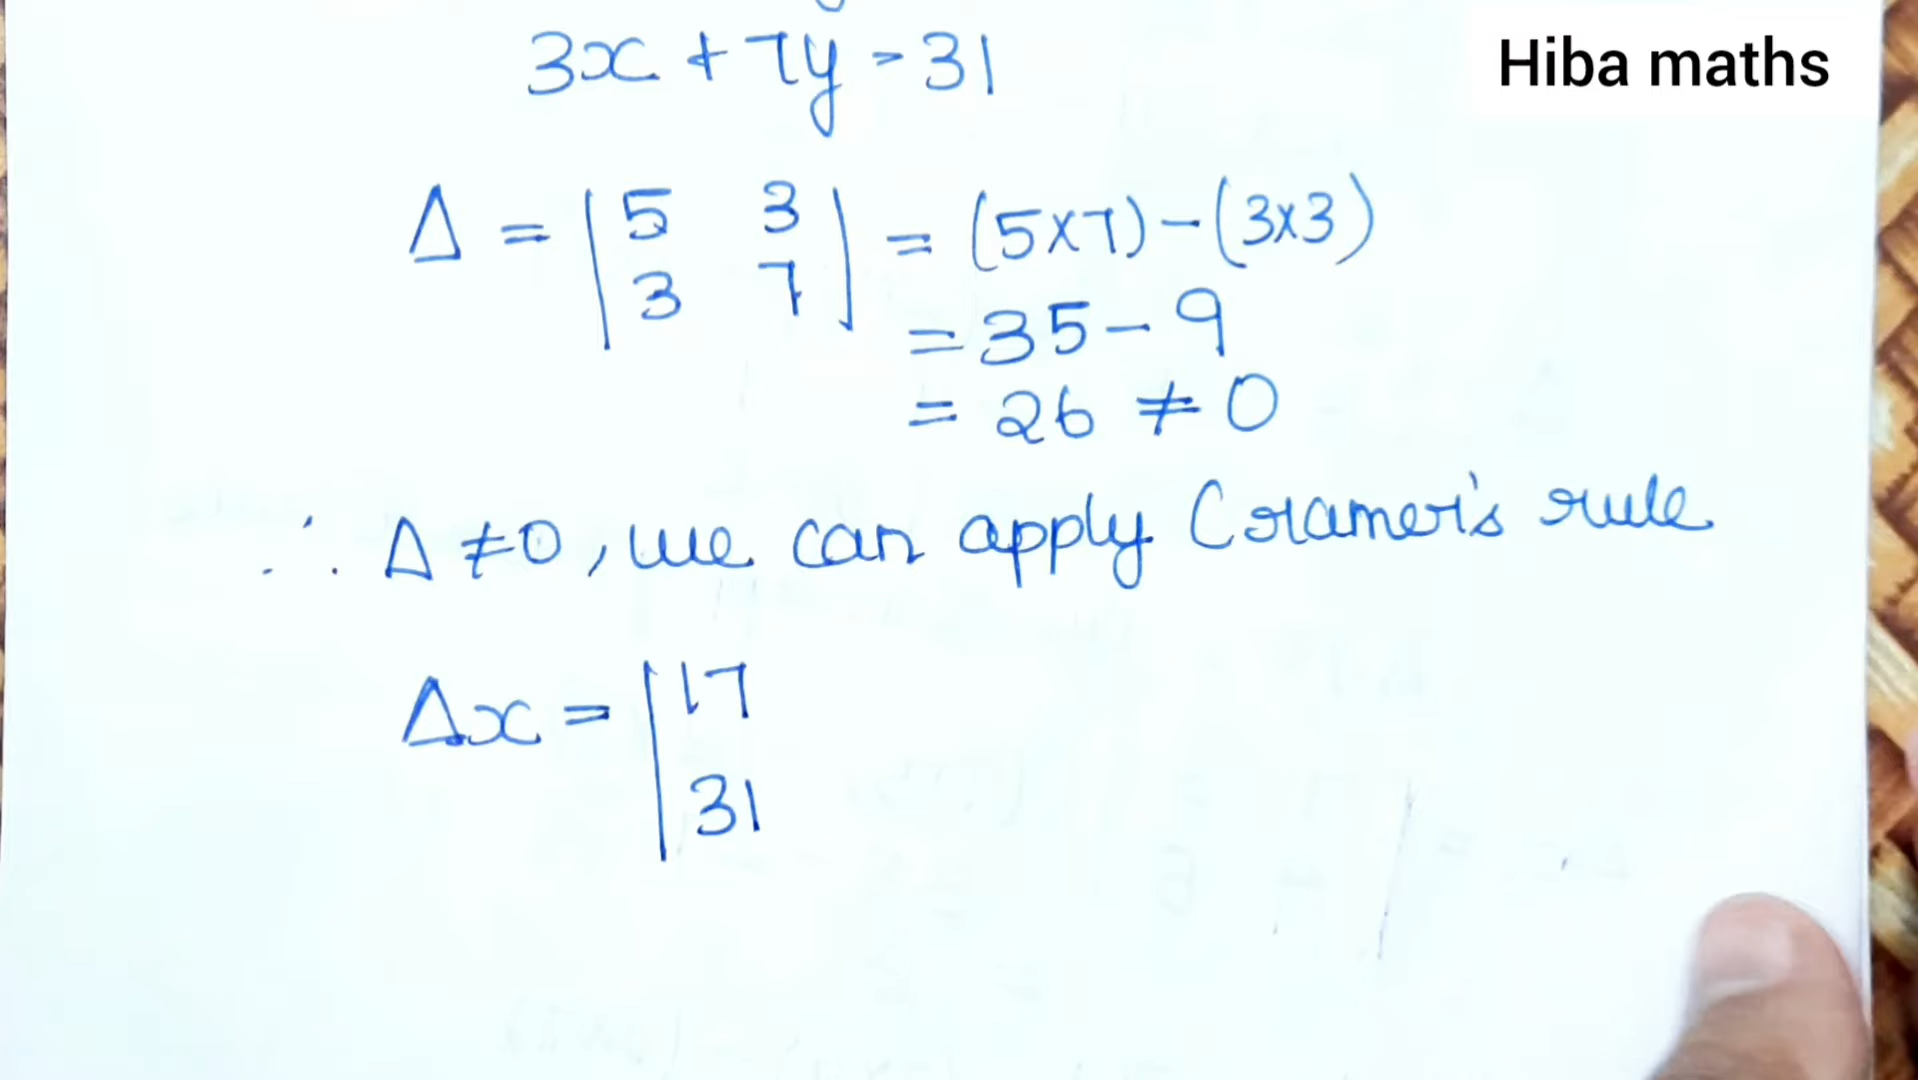 Hiba maths
3x + 7y = 31
Δ = | 5 3 | = (5x7) - (3x3)
| 3 7 |
= 35 - 9
= 26 ≠ 0
∴ Δ ≠ 0, we can apply Cramer's rule
Δx = | 17
31